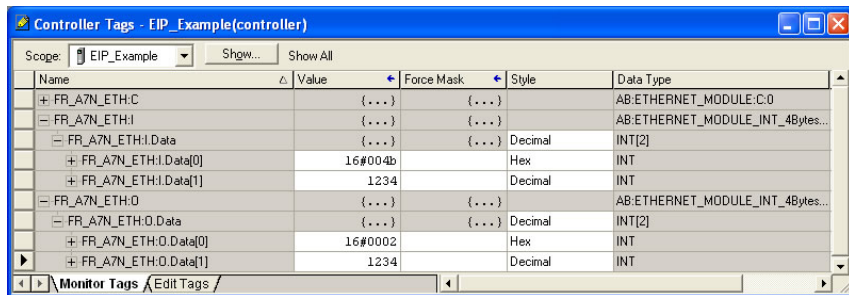 Controller Tags - EIP_Example(controller)
Scope: EIP_Example Show... Show All
Name Value Force Mask Style Data Type
FR_A7N_ETH:C {...} {...} AB:ETHERNET_MODULE:C:0
FR_A7N_ETH:I {...} {...} AB:ETHERNET_MODULE_INT_4Bytes...
FR_A7N_ETH:I.Data {...} {...} Decimal INT[2]
FR_A7N_ETH:I.Data[0] 16#004b Hex INT
FR_A7N_ETH:I.Data[1] 1234 Decimal INT
FR_A7N_ETH:O {...} {...} AB:ETHERNET_MODULE_INT_4Bytes...
FR_A7N_ETH:O.Data {...} {...} Decimal INT[2]
FR_A7N_ETH:O.Data[0] 16#0002 Hex INT
FR_A7N_ETH:O.Data[1] 1234 Decimal INT
Monitor Tags Edit Tags